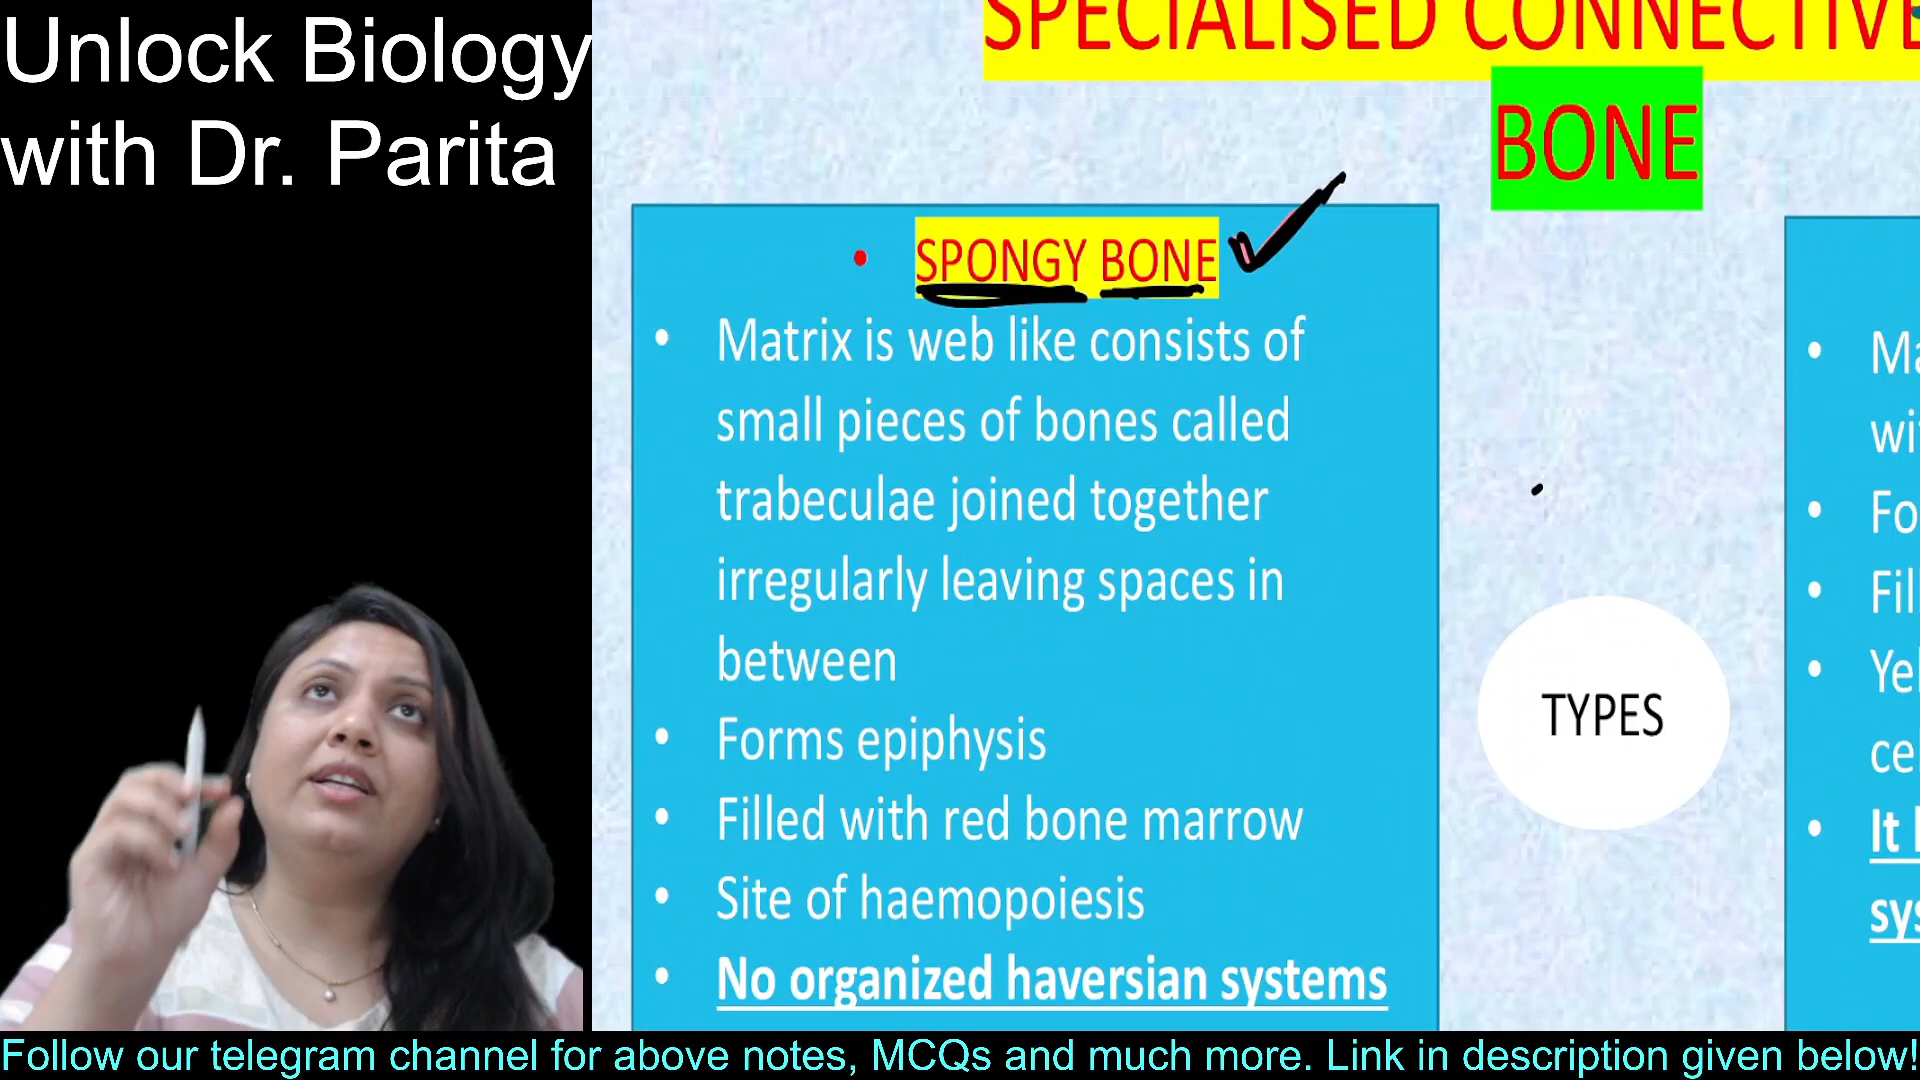 Unlock Biology
with Dr. Parita
SPECIALISED CONNECTIVE
BONE
• SPONGY BONE
• Matrix is web like consists of
small pieces of bones called
trabeculae joined together
irregularly leaving spaces in
between
• Forms epiphysis
• Filled with red bone marrow
• Site of haemopoiesis
• No organized haversian systems
TYPES
Follow our telegram channel for above notes, MCQs and much more. Link in description given below!